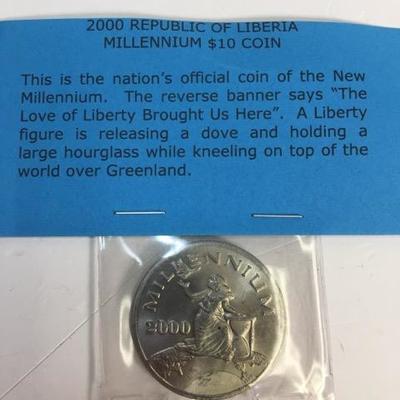 2000 REPUBLIC OF LIBERIA
MILLENNIUM $10 COIN
This is the nation's official coin of the New
Millennium. The reverse banner says "The
Love of Liberty Brought Us Here". A Liberty
figure is releasing a dove and holding a
large hourglass while kneeling on top of the
world over Greenland.
MILLENNIUM
2000